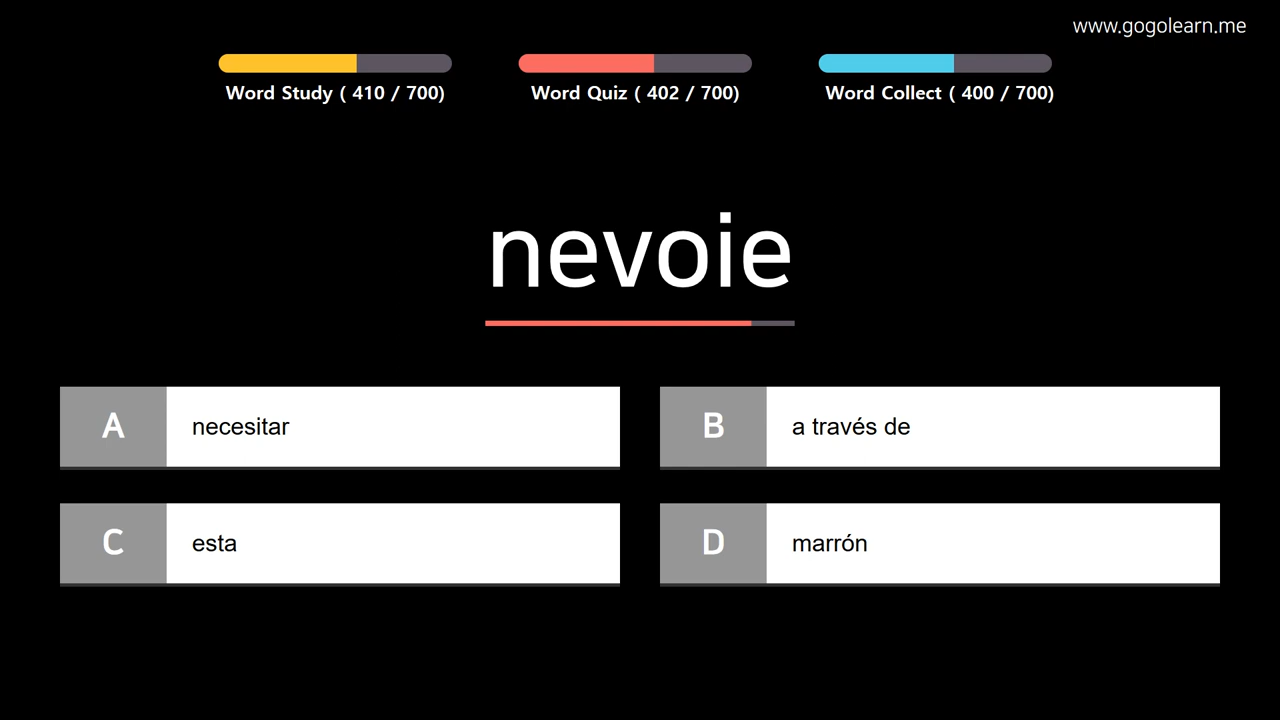 www.gogolearn.me
Word Study ( 410 / 700)
Word Quiz ( 402 / 700)
Word Collect ( 400 / 700)
nevoie
A necesitar
B a través de
C esta
D marrón